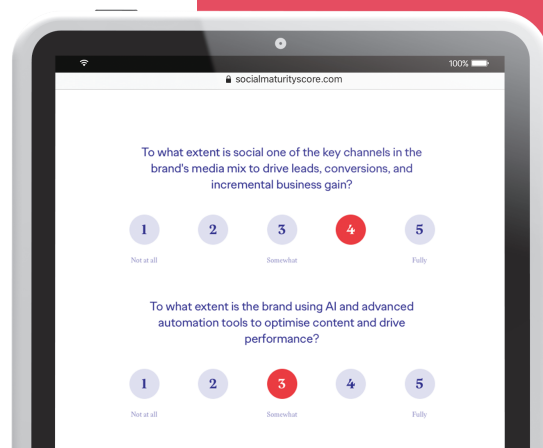 100%
socialmaturityscore.com
To what extent is social one of the key channels in the
brand's media mix to drive leads, conversions, and
incremental business gain?
1 2 3 4 5
Not at all Somewhat Fully
To what extent is the brand using AI and advanced
automation tools to optimise content and drive
performance?
1 2 3 4 5
Not at all Somewhat Fully